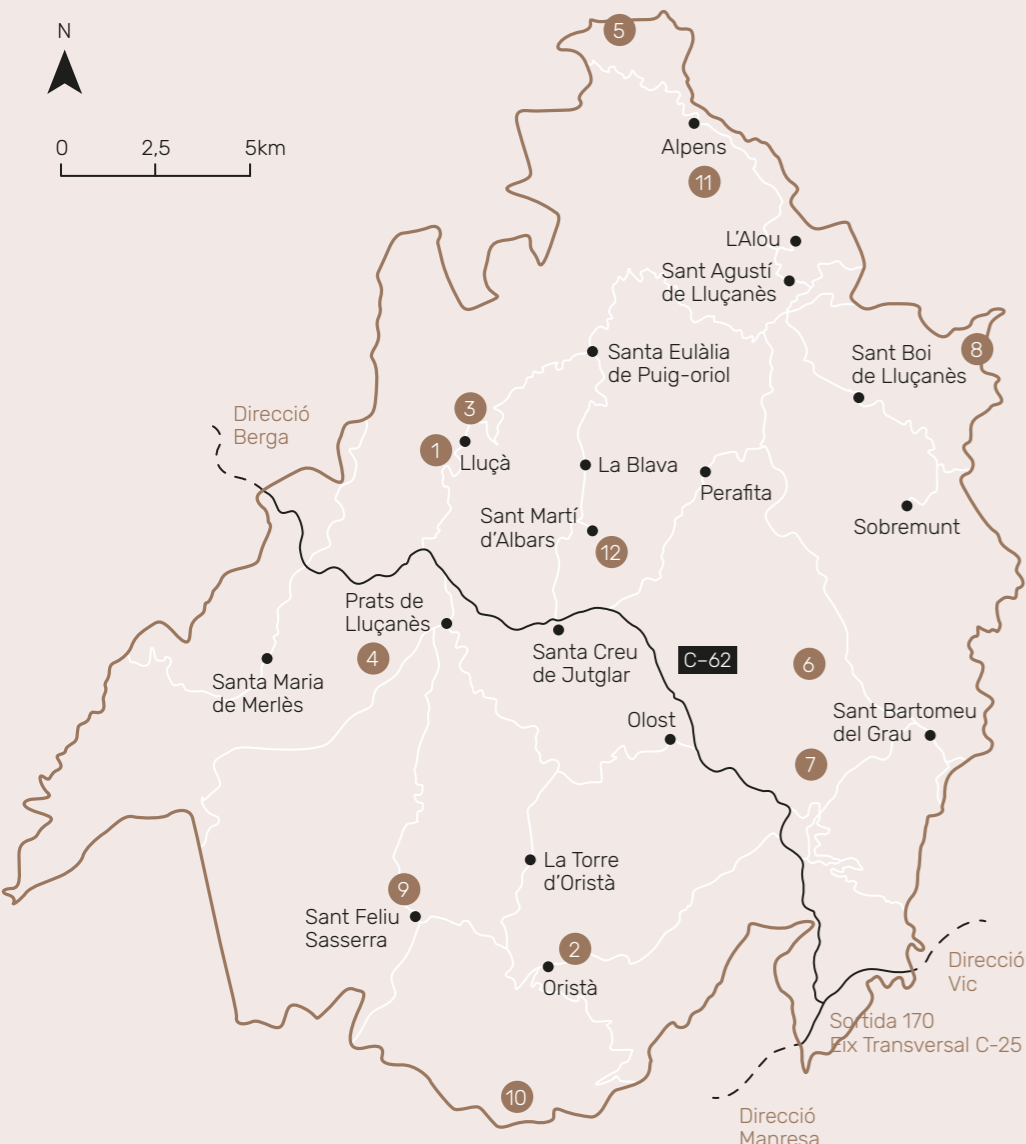 N
0 2,5 5km
5
Alpens
11
L'Alou
Sant Agustí
de Lluçanès
Santa Eulàlia
de Puig-oriol
Sant Boi
de Lluçanès
8
Direcció
Berga
3
1
Lluçà
La Blava
Perafita
Sant Martí
d'Albars
12
Sobremunt
Prats de
Lluçanès
4
Santa Maria
de Merlès
Santa Creu
de Jutglar
C-62
6
Olost
Sant Bartomeu
del Grau
7
La Torre
d'Oristà
9
Sant Feliu
Sasserra
2
Oristà
Direcció
Vic
Sortida 170
Eix Transversal C-25
10
Direcció
Manresa